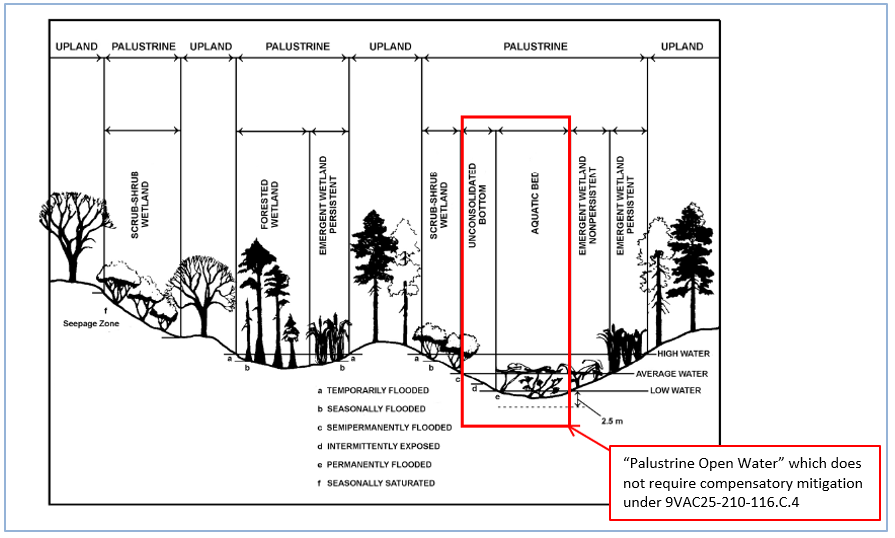 UPLAND PALUSTRINE UPLAND PALUSTRINE UPLAND PALUSTRINE UPLAND
SCRUB-SHRUB
WETLAND
FORESTED
WETLAND
EMERGENT WETLAND
PERSISTENT
SCRUB-SHRUB
WETLAND
UNCONSOLIDATED
BOTTOM
AQUATIC BED
EMERGENT WETLAND
NONPERSISTENT
EMERGENT WETLAND
PERSISTENT
f
Seepage Zone
a b b a
a b c d e
HIGH WATER
AVERAGE WATER
LOW WATER
2.5 m
a TEMPORARILY FLOODED
b SEASONALLY FLOODED
c SEMIPERMANENTLY FLOODED
d INTERMITTENTLY EXPOSED
e PERMANENTLY FLOODED
f SEASONALLY SATURATED
“Palustrine Open Water” which does
not require compensatory mitigation
under 9VAC25-210-116.C.4